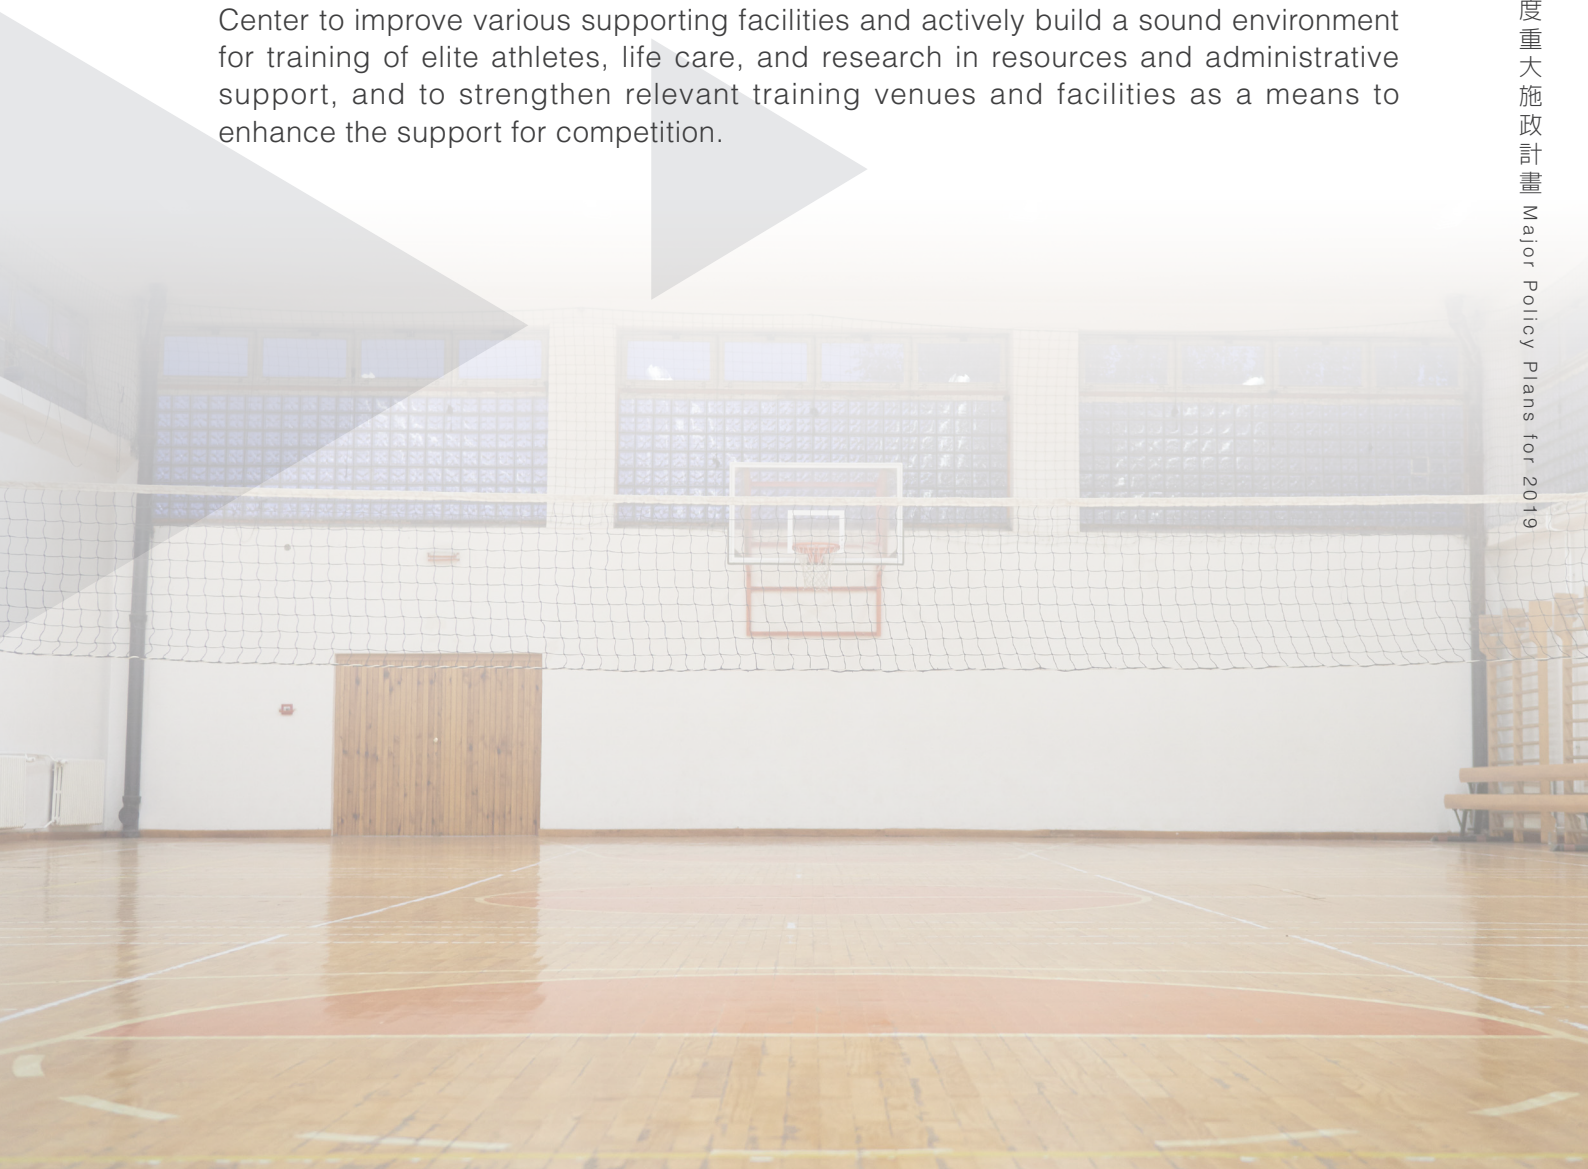 Center to improve various supporting facilities and actively build a sound environment
for training of elite athletes, life care, and research in resources and administrative
support, and to strengthen relevant training venues and facilities as a means to
enhance the support for competition.
度重大施政計畫 Major Policy Plans for 2019